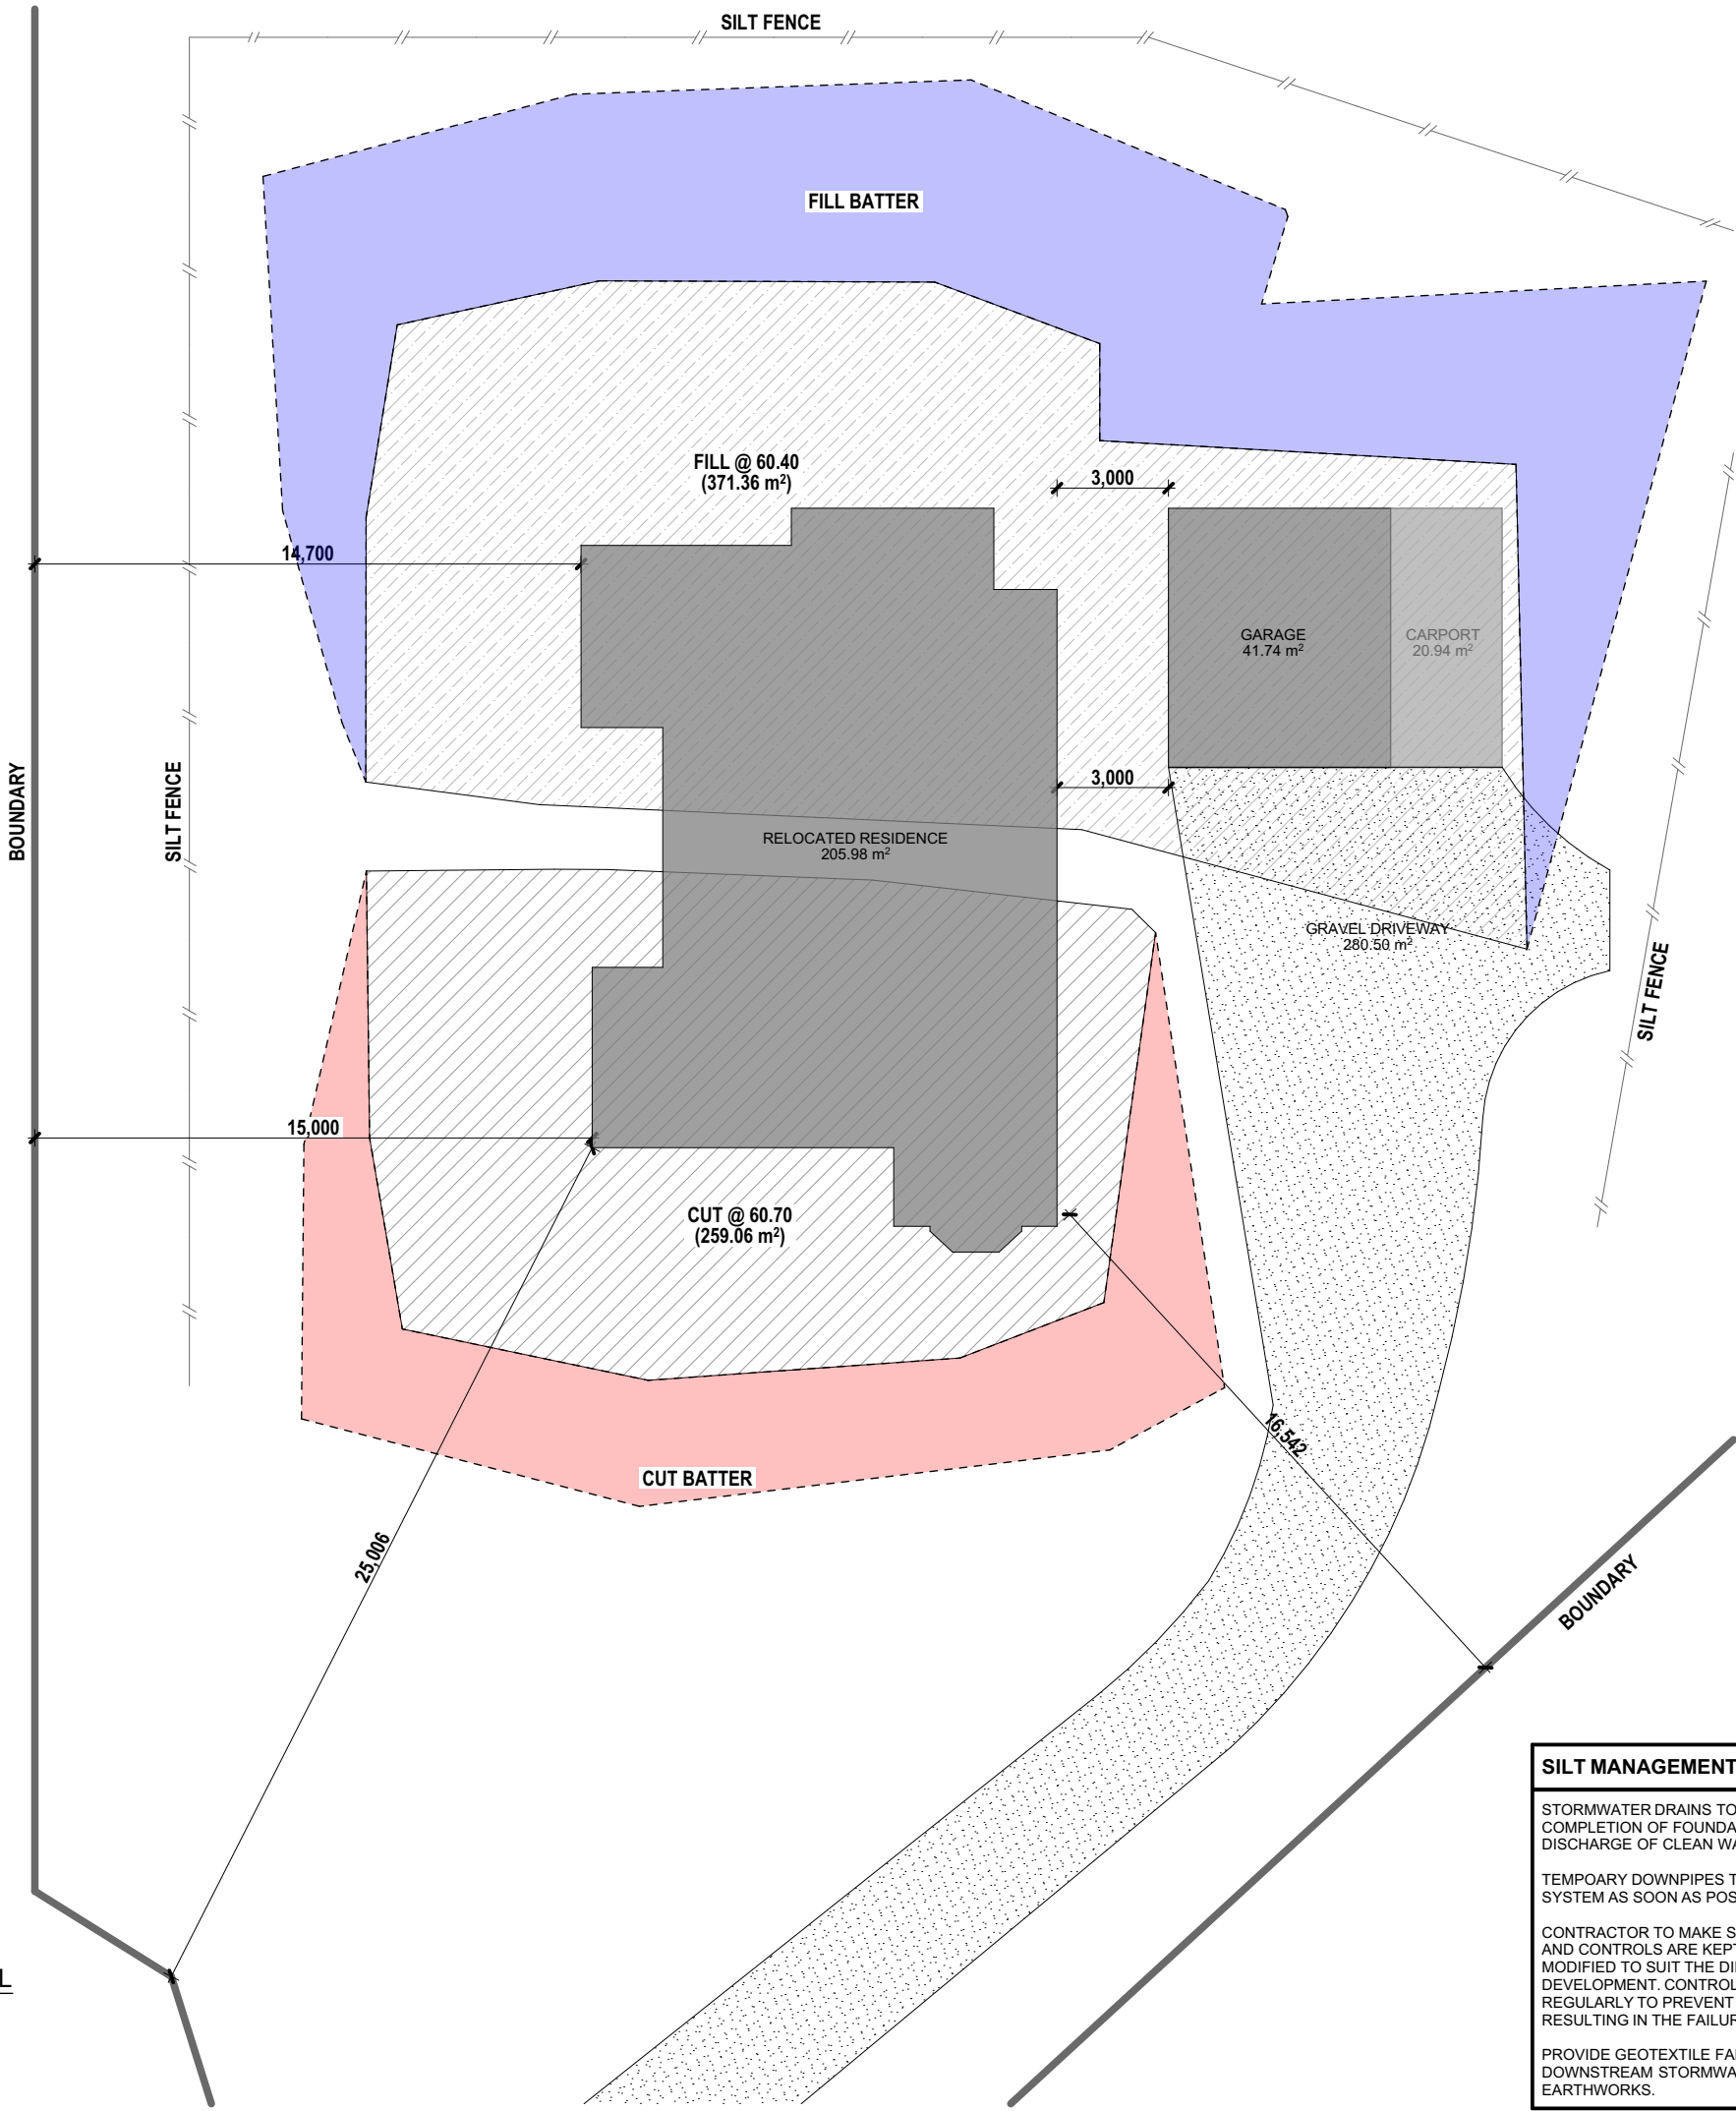 SILT FENCE
FILL BATTER
FILL @ 60.40
(371.36 m²)
3,000
14,700
GARAGE
41.74 m²
CARPORT
20.94 m²
BOUNDARY
SILT FENCE
3,000
RELOCATED RESIDENCE
205.98 m²
GRAVEL DRIVEWAY
280.50 m²
SILT FENCE
15,000
CUT @ 60.70
(259.06 m²)
16,542
CUT BATTER
25,006
BOUNDARY
L
SILT MANAGEMENT
STORMWATER DRAINS TO
COMPLETION OF FOUNDA
DISCHARGE OF CLEAN WA
TEMPOARY DOWNPIPES T
SYSTEM AS SOON AS POS
CONTRACTOR TO MAKE S
AND CONTROLS ARE KEPT
MODIFIED TO SUIT THE DI
DEVELOPMENT. CONTROL
REGULARLY TO PREVENT
RESULTING IN THE FAILUR
PROVIDE GEOTEXTILE FA
DOWNSTREAM STORMWA
EARTHWORKS.